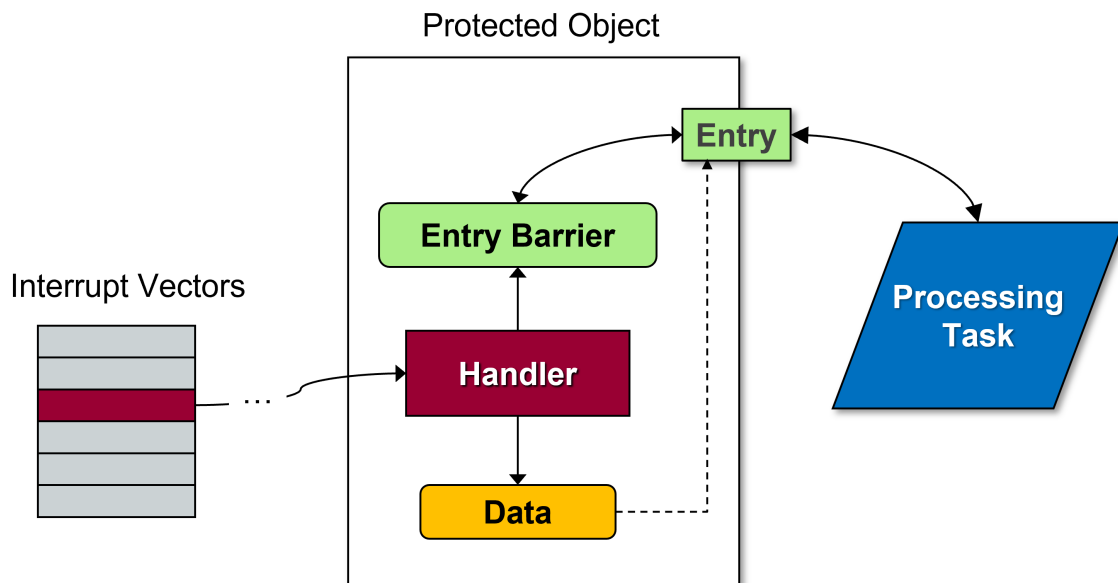 Protected Object
Entry
Entry Barrier
Interrupt Vectors
Processing
Task
Handler
...
Data